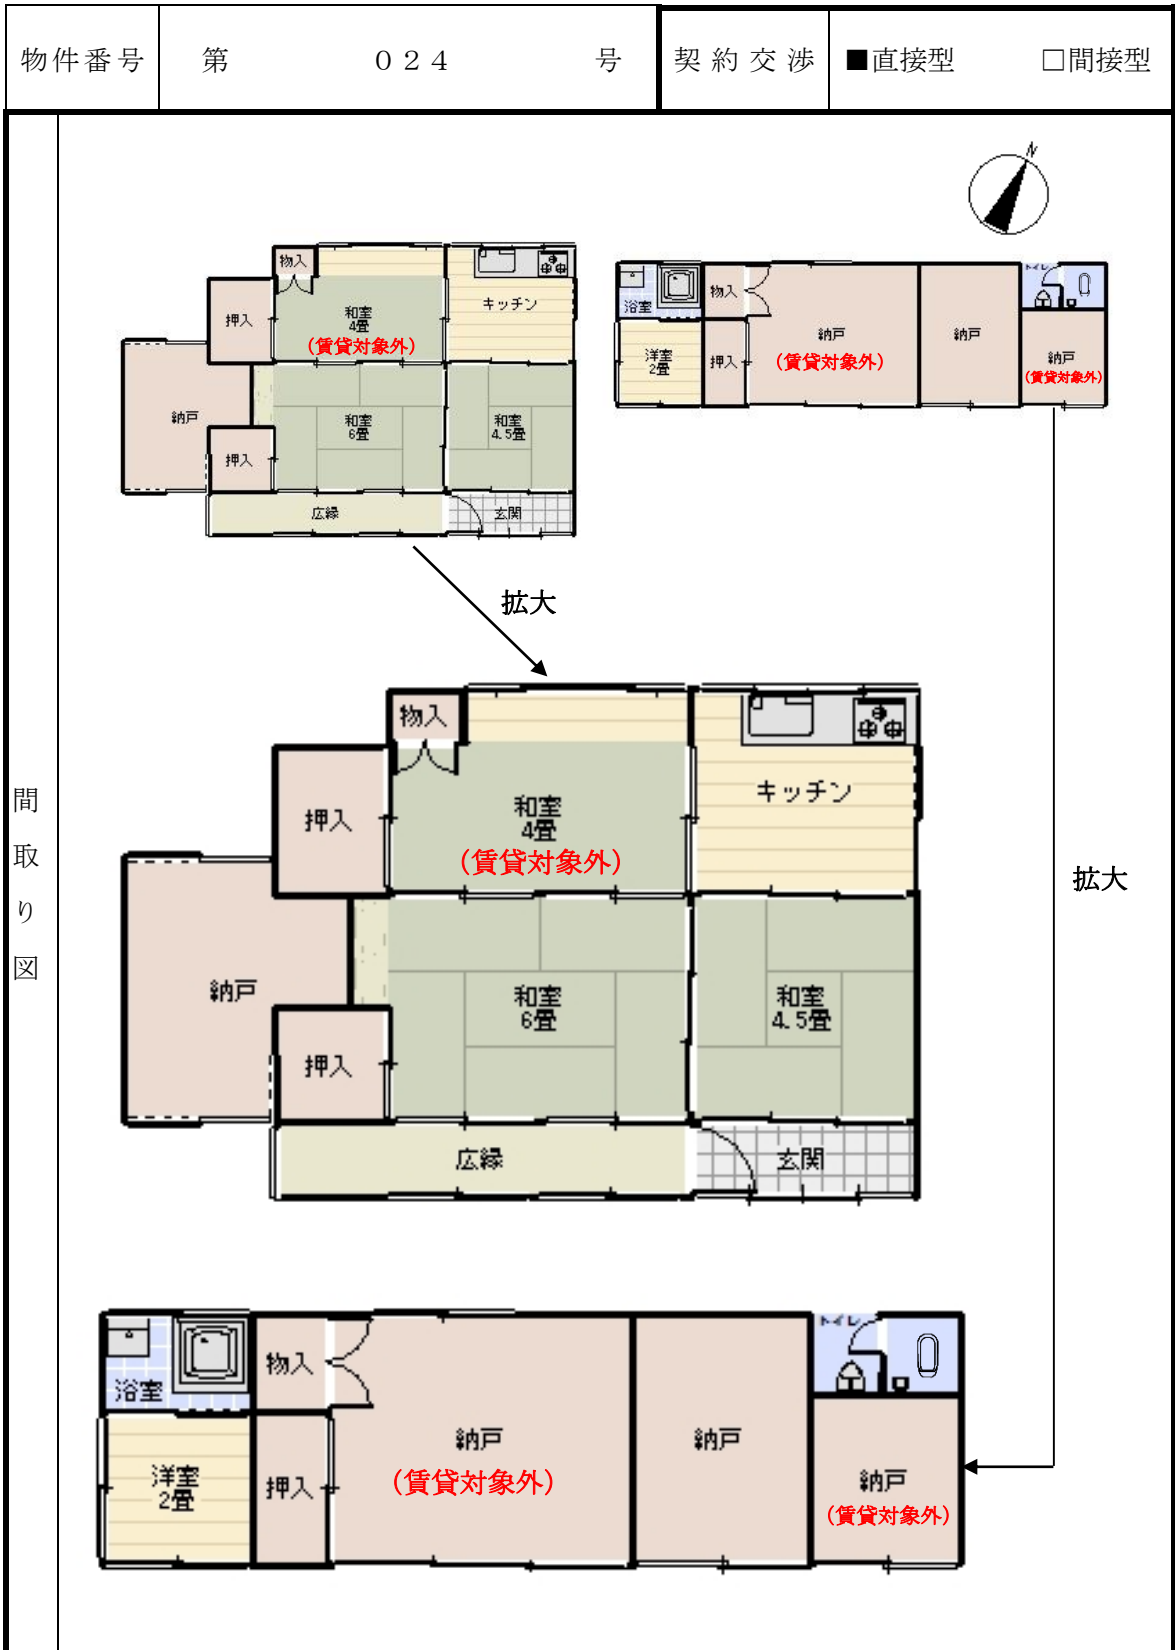 物件番号 第 024 号 契約交渉 ■直接型 □間接型
間取り図
N
物入
押入
和室
4畳
(賃貸対象外)
キッチン
納戸
押入
和室
6畳
和室
4.5畳
広縁
玄関
浴室
物入
洋室
2畳
押入
納戸
(賃貸対象外)
納戸
トイレ
納戸
(賃貸対象外)
拡大
拡大
物入
押入
和室
4畳
(賃貸対象外)
キッチン
納戸
押入
和室
6畳
和室
4.5畳
広縁
玄関
浴室
物入
洋室
2畳
押入
納戸
(賃貸対象外)
納戸
トイレ
納戸
(賃貸対象外)